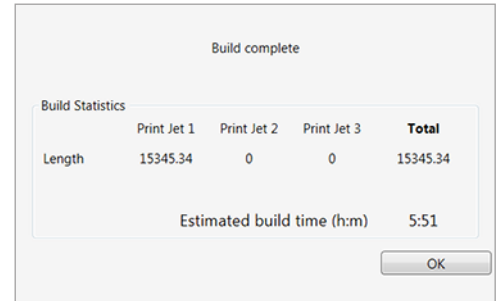 Build complete
Build Statistics
Print Jet 1 Print Jet 2 Print Jet 3 Total
Length 15345.34 0 0 15345.34
Estimated build time (h:m) 5:51
OK